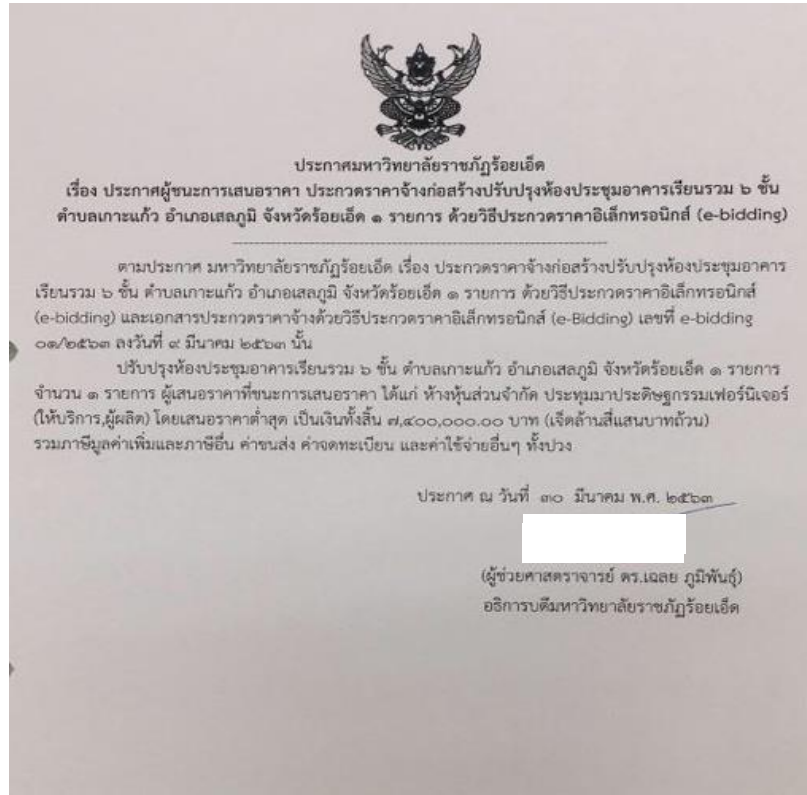 ประกาศมหาวิทยาลัยราชภัฏร้อยเอ็ด
เรื่อง ประกาศผู้ชนะการเสนอราคา ประกวดราคาจ้างก่อสร้างปรับปรุงห้องประชุมอาคารเรียนรวม ๖ ชั้น
ตำบลเกาะแก้ว อำเภอเสลภูมิ จังหวัดร้อยเอ็ด ๑ รายการ ด้วยวิธีประกวดราคาอิเล็กทรอนิกส์ (e-bidding)
ตามประกาศ มหาวิทยาลัยราชภัฏร้อยเอ็ด เรื่อง ประกวดราคาจ้างก่อสร้างปรับปรุงห้องประชุมอาคาร
เรียนรวม ๖ ชั้น ตำบลเกาะแก้ว อำเภอเสลภูมิ จังหวัดร้อยเอ็ด ๑ รายการ ด้วยวิธีประกวดราคาอิเล็กทรอนิกส์
(e-bidding) และเอกสารประกวดราคาจ้างด้วยวิธีประกวดราคาอิเล็กทรอนิกส์ (e-Bidding) เลขที่ e-bidding
๐๑/๒๕๖๓ ลงวันที่ ๙ มีนาคม ๒๕๖๓ นั้น
ปรับปรุงห้องประชุมอาคารเรียนรวม ๖ ชั้น ตำบลเกาะแก้ว อำเภอเสลภูมิ จังหวัดร้อยเอ็ด ๑ รายการ
จำนวน ๑ รายการ ผู้เสนอราคาที่ชนะการเสนอราคา ได้แก่ ห้างหุ้นส่วนจำกัด ประทุมมาประดิษฐกรรมเฟอร์นิเจอร์
(ให้บริการ,ผู้ผลิต) โดยเสนอราคาต่ำสุด เป็นเงินทั้งสิ้น ๗,๔๐๐,๐๐๐.๐๐ บาท (เจ็ดล้านสี่แสนบาทถ้วน)
รวมภาษีมูลค่าเพิ่มและภาษีอื่น ค่าขนส่ง ค่าจดทะเบียน และค่าใช้จ่ายอื่นๆ ทั้งปวง
ประกาศ ณ วันที่ ๓๐ มีนาคม พ.ศ. ๒๕๖๓
(ผู้ช่วยศาสตราจารย์ ดร.เฉลย ภูมิพันธุ์)
อธิการบดีมหาวิทยาลัยราชภัฏร้อยเอ็ด